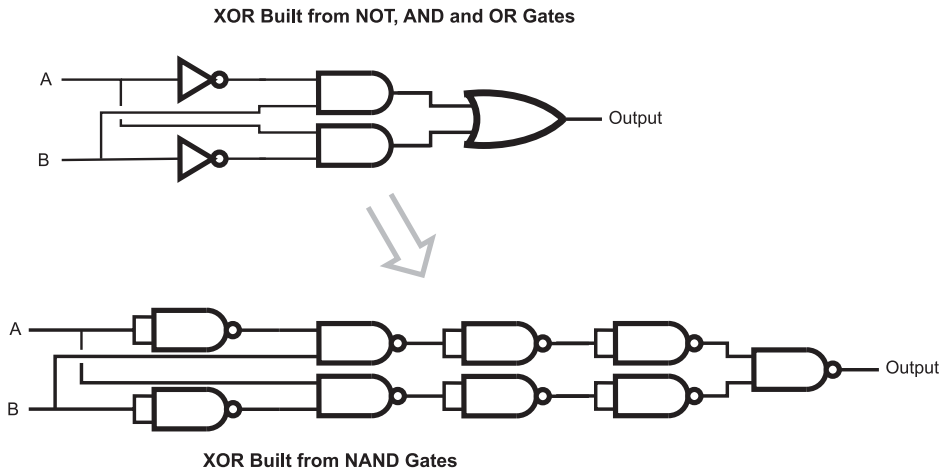 XOR Built from NOT, AND and OR Gates
A
Output
B
A
Output
B
XOR Built from NAND Gates